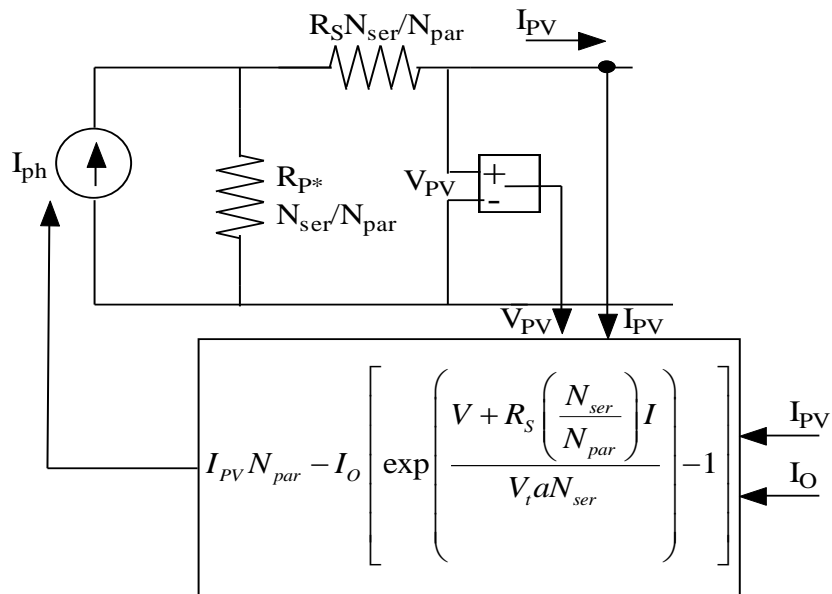 R_S N_ser/N_par
I_PV
I_ph
R_P*
N_ser/N_par
V_PV
+
-
V_PV
I_PV
I_PV N_par - I_O [ exp ( (V + R_S (N_ser / N_par) I) / (V_t a N_ser) ) - 1 ]
I_PV
I_O